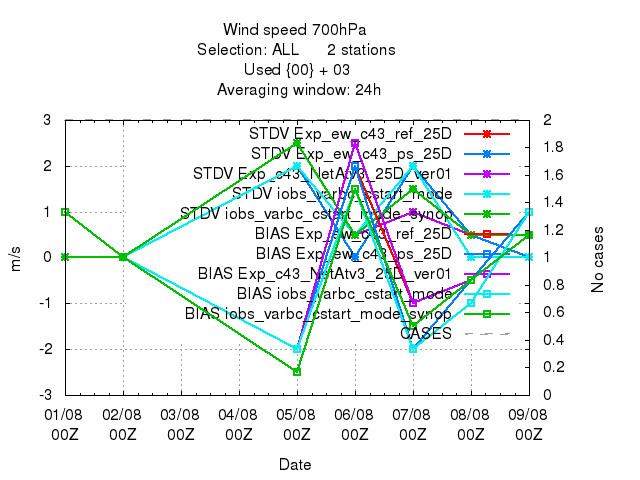 Wind speed 700hPa
Selection: ALL 2 stations
Used {00} + 03
Averaging window: 24h
3
2
1
0
-1
-2
-3
m/s
2
1.8
1.6
1.4
1.2
1
0.8
0.6
0.4
0.2
0
No cases
STDV Exp_ew_c43_ref_25D
STDV Exp_ew_c43_ps_25D
STDV Exp_c43_NetAtv3_25D_ver01
STDV iobs_varbc_cstart_mode
STDV iobs_varbc_cstart_mode_synop
BIAS Exp_ew_c43_ref_25D
BIAS Exp_ew_c43_ps_25D
BIAS Exp_c43_NetAtv3_25D_ver01
BIAS iobs_varbc_cstart_mode
BIAS iobs_varbc_cstart_mode_synop
CASES
01/08 02/08 03/08 04/08 05/08 06/08 07/08 08/08 09/08
00Z 00Z 00Z 00Z 00Z 00Z 00Z 00Z 00Z
Date